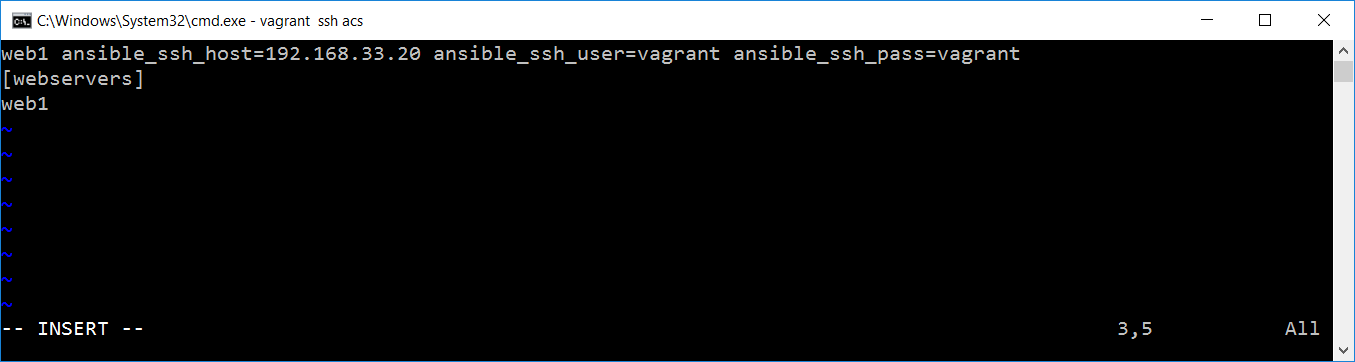 C:\Windows\System32\cmd.exe - vagrant  ssh acs
web1 ansible_ssh_host=192.168.33.20 ansible_ssh_user=vagrant ansible_ssh_pass=vagrant
[webservers]
web1
~
~
~
~
~
~
~
~
-- INSERT -- 3,5 All